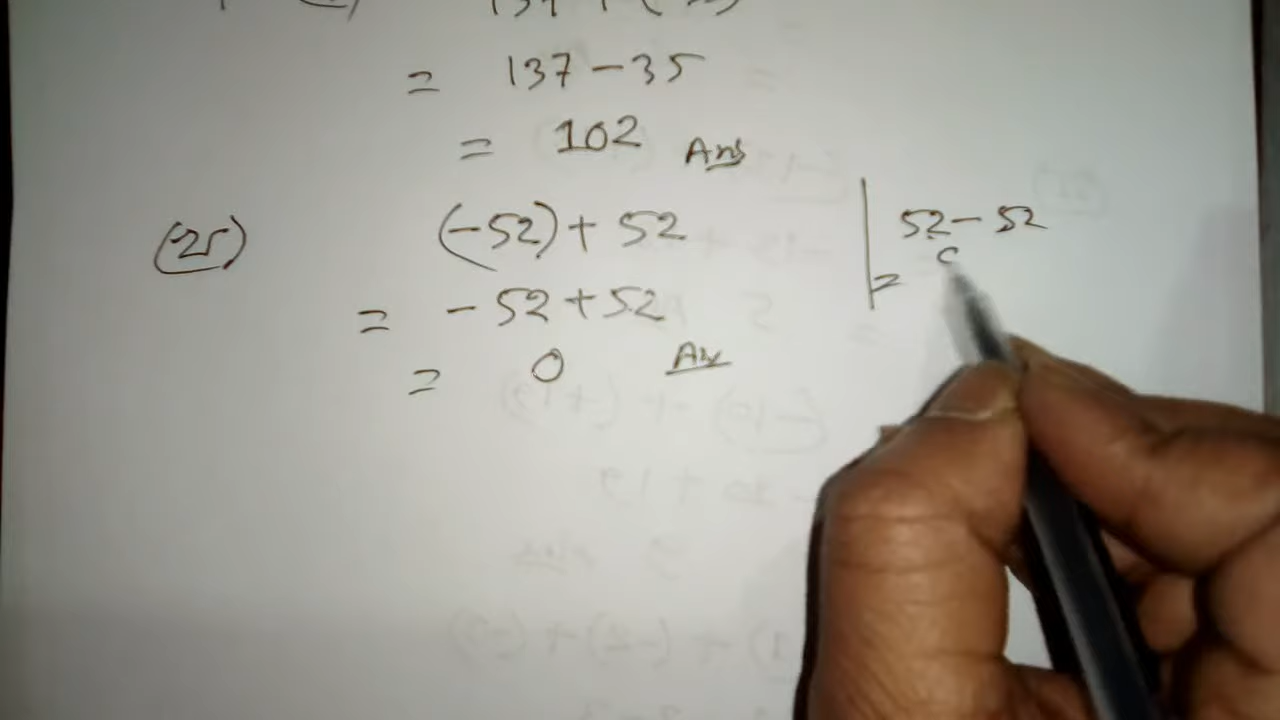 = 137 - 35
= 102 Ans
(25) (-52) + 52
= -52 + 52
= 0 Ans
52 - 52
=